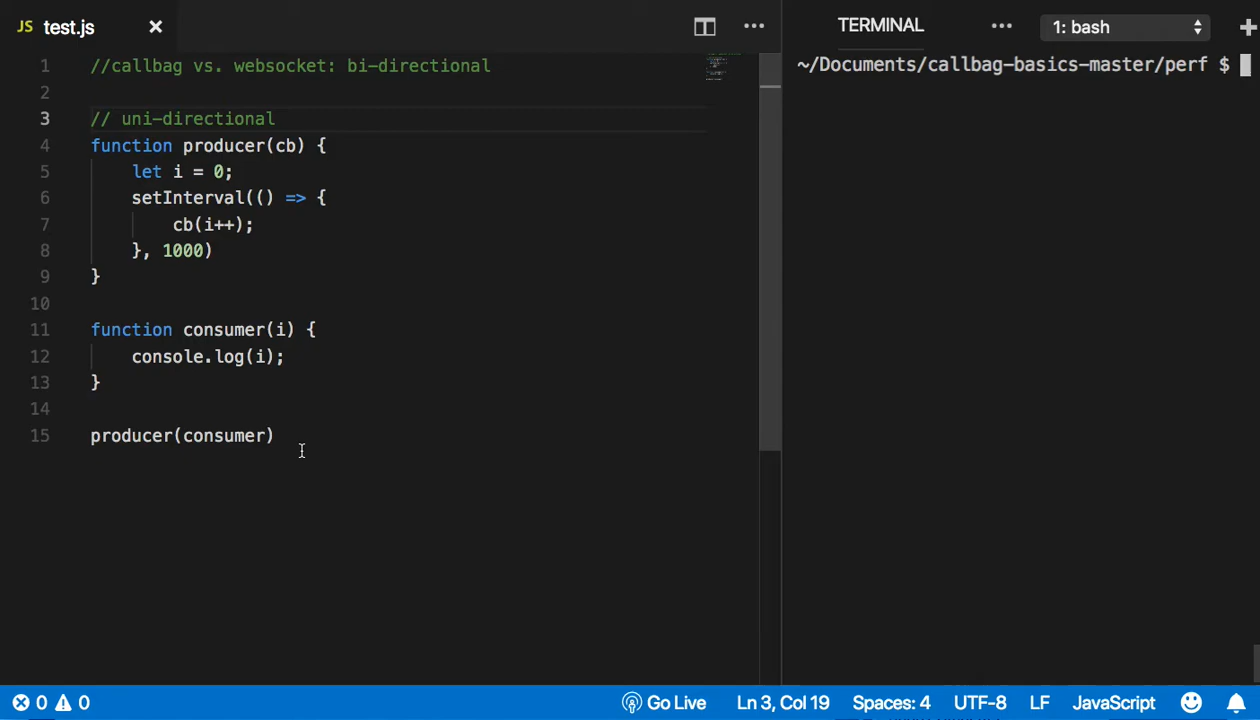 JS test.js
TERMINAL
1: bash
1 //callbag vs. websocket: bi-directional
2
3 // uni-directional
4 function producer(cb) {
5 let i = 0;
6 setInterval(() => {
7 cb(i++);
8 }, 1000)
9 }
10
11 function consumer(i) {
12 console.log(i);
13 }
14
15 producer(consumer)
~/Documents/callbag-basics-master/perf $
0 0 Go Live Ln 3, Col 19 Spaces: 4 UTF-8 LF JavaScript